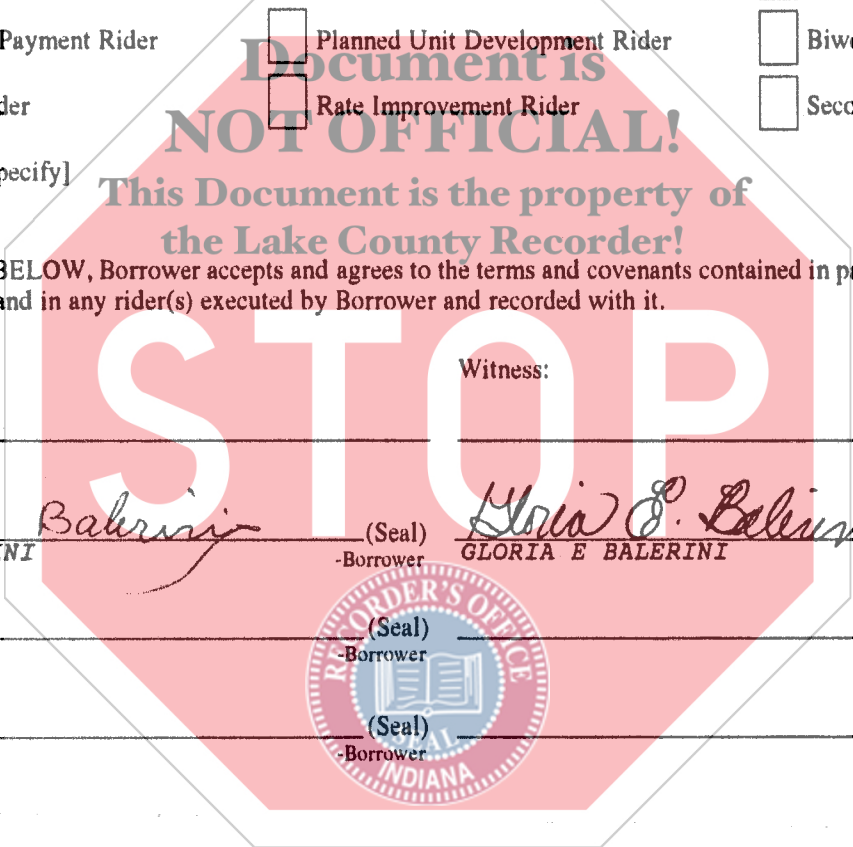 Payment Rider Planned Unit Development Rider Biwe
Document is
der Rate Improvement Rider Seco
NOT OFFICIAL!
pecify]
This Document is the property of
the Lake County Recorder!
BELOW, Borrower accepts and agrees to the terms and covenants contained in pa
and in any rider(s) executed by Borrower and recorded with it.
STOP
Witness:
Balerini (Seal) Gloria E. Balerin
NI -Borrower GLORIA E BALERINI
RECORDER'S OFFICE
(Seal)
-Borrower
(Seal)
-Borrower
SEAL
INDIANA